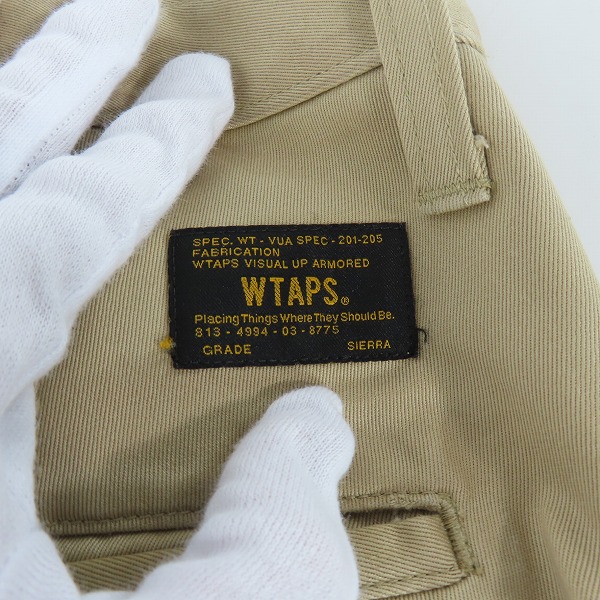 SPEC. WT - VUA SPEC - 201-205
FABRICATION
WTAPS VISUAL UP ARMORED
WTAPS®
Placing Things Where They Should Be.
813 - 4994 - 03 - 8775
GRADE SIERRA